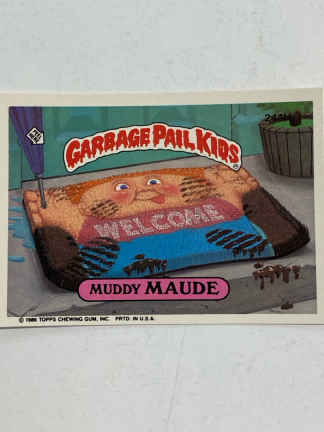 GARBAGE PAIL KIDS
WELCOME
MUDDY MAUDE
© 1986 TOPPS CHEWING GUM, INC. PRTD. IN U.S.A.